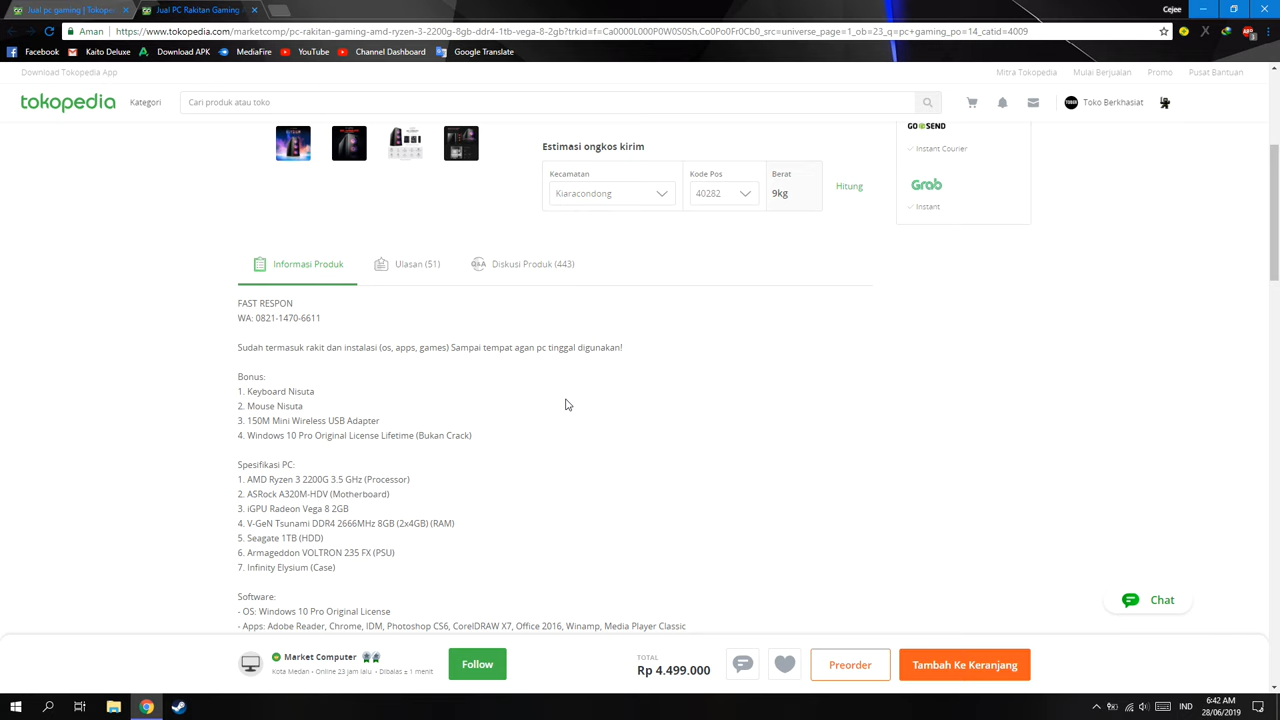 Jual pc gaming | Tokope
Jual PC Rakitan Gaming
Cejee
Aman
https://www.tokopedia.com/marketcomp/pc-rakitan-gaming-amd-ryzen-3-2200g-8gb-ddr4-1tb-vega-8-2gb?trkid=f=Ca0000L000P0W0S0Sh,Co0Po0Fr0Cb0_src=universe_page=1_ob=23_q=pc+gaming_po=14_catid=4009
Facebook
Kaito Deluxe
Download APK
MediaFire
YouTube
Channel Dashboard
Google Translate
Download Tokopedia App
Mitra Tokopedia
Mulai Berjualan
Promo
Pusat Bantuan
tokopedia
Kategori
Cari produk atau toko
Toko Berkhasiat
GO SEND
Instant Courier
Grab
Instant
Estimasi ongkos kirim
Kecamatan
Kode Pos
Berat
Kiaracondong
40282
9kg
Hitung
Informasi Produk
Ulasan (51)
Q&A
Diskusi Produk (443)
FAST RESPON
WA: 0821-1470-6611
Sudah termasuk rakit dan instalasi (os, apps, games) Sampai tempat agan pc tinggal digunakan!
Bonus:
1. Keyboard Nisuta
2. Mouse Nisuta
3. 150M Mini Wireless USB Adapter
4. Windows 10 Pro Original License Lifetime (Bukan Crack)
Spesifikasi PC:
1. AMD Ryzen 3 2200G 3.5 GHz (Processor)
2. ASRock A320M-HDV (Motherboard)
3. iGPU Radeon Vega 8 2GB
4. V-GeN Tsunami DDR4 2666MHz 8GB (2x4GB) (RAM)
5. Seagate 1TB (HDD)
6. Armageddon VOLTRON 235 FX (PSU)
7. Infinity Elysium (Case)
Software:
- OS: Windows 10 Pro Original License
- Apps: Adobe Reader, Chrome, IDM, Photoshop CS6, CorelDRAW X7, Office 2016, Winamp, Media Player Classic
Chat
Market Computer
Kota Medan • Online 23 jam lalu • Dibalas ± 1 menit
Follow
TOTAL
Rp 4.499.000
Preorder
Tambah Ke Keranjang
IND
6:42 AM
28/06/2019